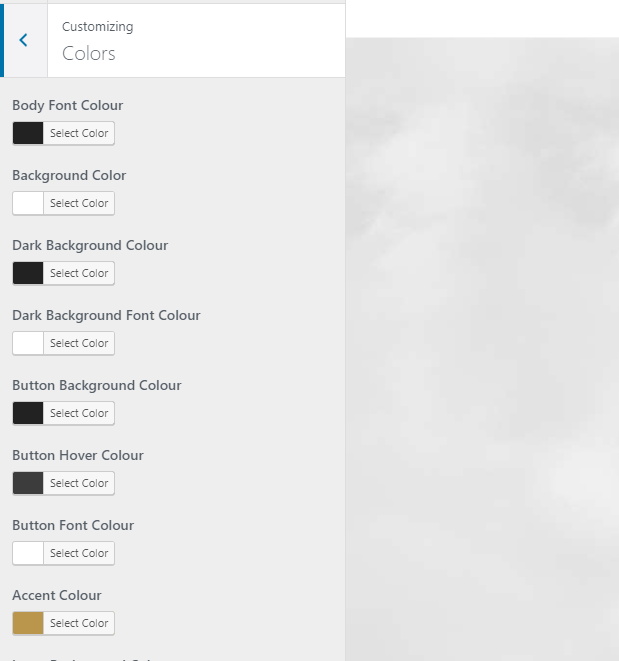 Customizing
Colors
Body Font Colour
Select Color
Background Color
Select Color
Dark Background Colour
Select Color
Dark Background Font Colour
Select Color
Button Background Colour
Select Color
Button Hover Colour
Select Color
Button Font Colour
Select Color
Accent Colour
Select Color